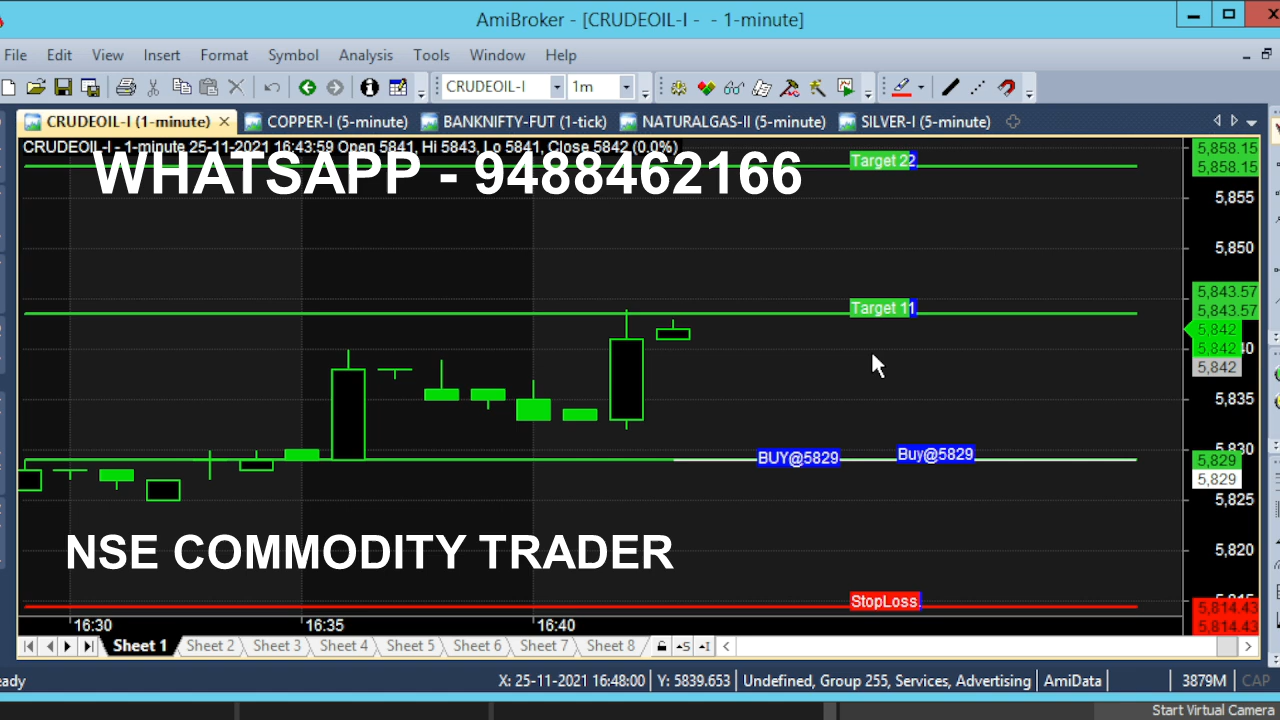 AmiBroker - [CRUDEOIL-I - - 1-minute]
File Edit View Insert Format Symbol Analysis Tools Window Help
CRUDEOIL-I 1m
CRUDEOIL-I (1-minute) COPPER-I (5-minute) BANKNIFTY-FUT (1-tick) NATURALGAS-II (5-minute) SILVER-I (5-minute)
CRUDEOIL-I - 1-minute 25-11-2021 16:43:59 Open 5841, Hi 5843, Lo 5841, Close 5842 (0.0%)
5,858.15
Target 22
WHATSAPP - 9488462166
5,858.15
5,855
5,850
5,843.57
Target 11
5,843.57
5,842
5,842
5,842
5,835
5,830
BUY@5829 Buy@5829
5,829
5,829
5,825
NSE COMMODITY TRADER
5,820
StopLoss
5,814.43
5,814.43
16:30 16:35 16:40
Sheet 1 Sheet 2 Sheet 3 Sheet 4 Sheet 5 Sheet 6 Sheet 7 Sheet 8
eady X: 25-11-2021 16:48:00 Y: 5839.653 Undefined, Group 255, Services, Advertising AmiData 3879M CAP
Start Virtual Camera